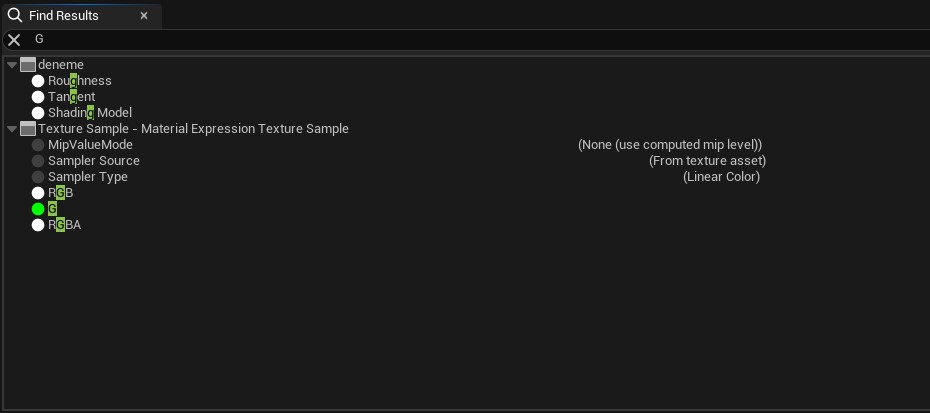 Find Results ×
G
deneme
Roughness
Tangent
Shading Model
Texture Sample - Material Expression Texture Sample
MipValueMode (None (use computed mip level))
Sampler Source (From texture asset)
Sampler Type (Linear Color)
RGB
G
RGBA